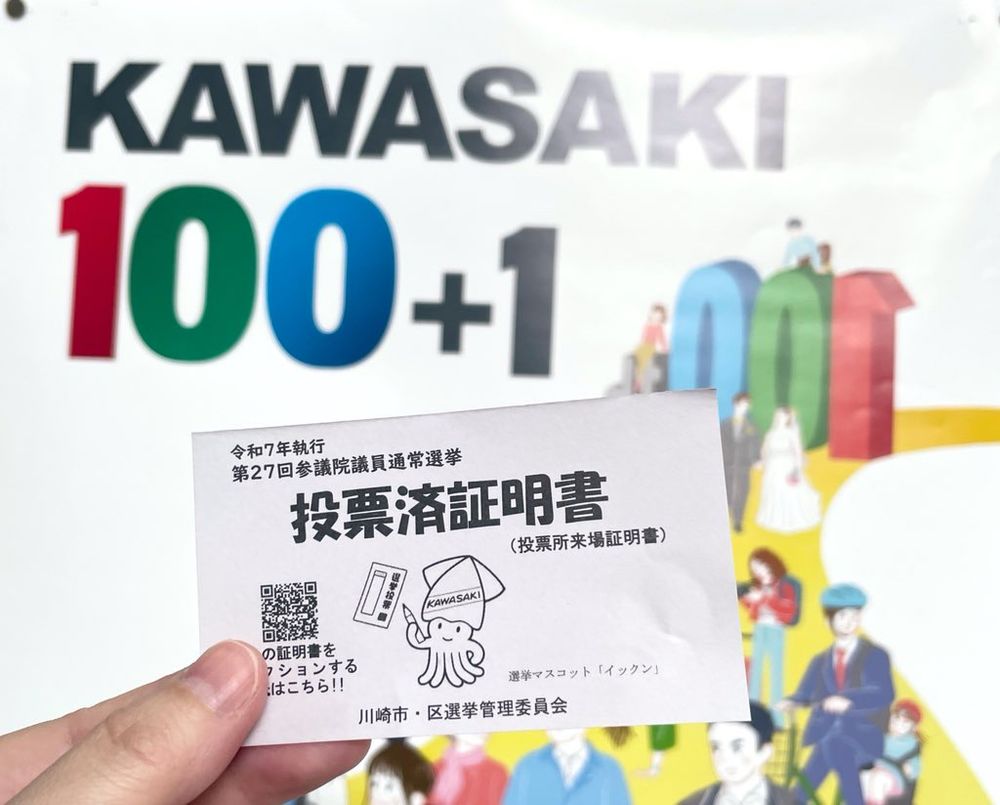 KAWASAKI
100+1
001
令和7年執行
第27回参議院議員通常選挙
投票済証明書
(投票所来場証明書)
選挙投票
KAWASAKI
の証明書を
クションする
はこちら!!
選挙マスコット「イックン」
川崎市・区選挙管理委員会